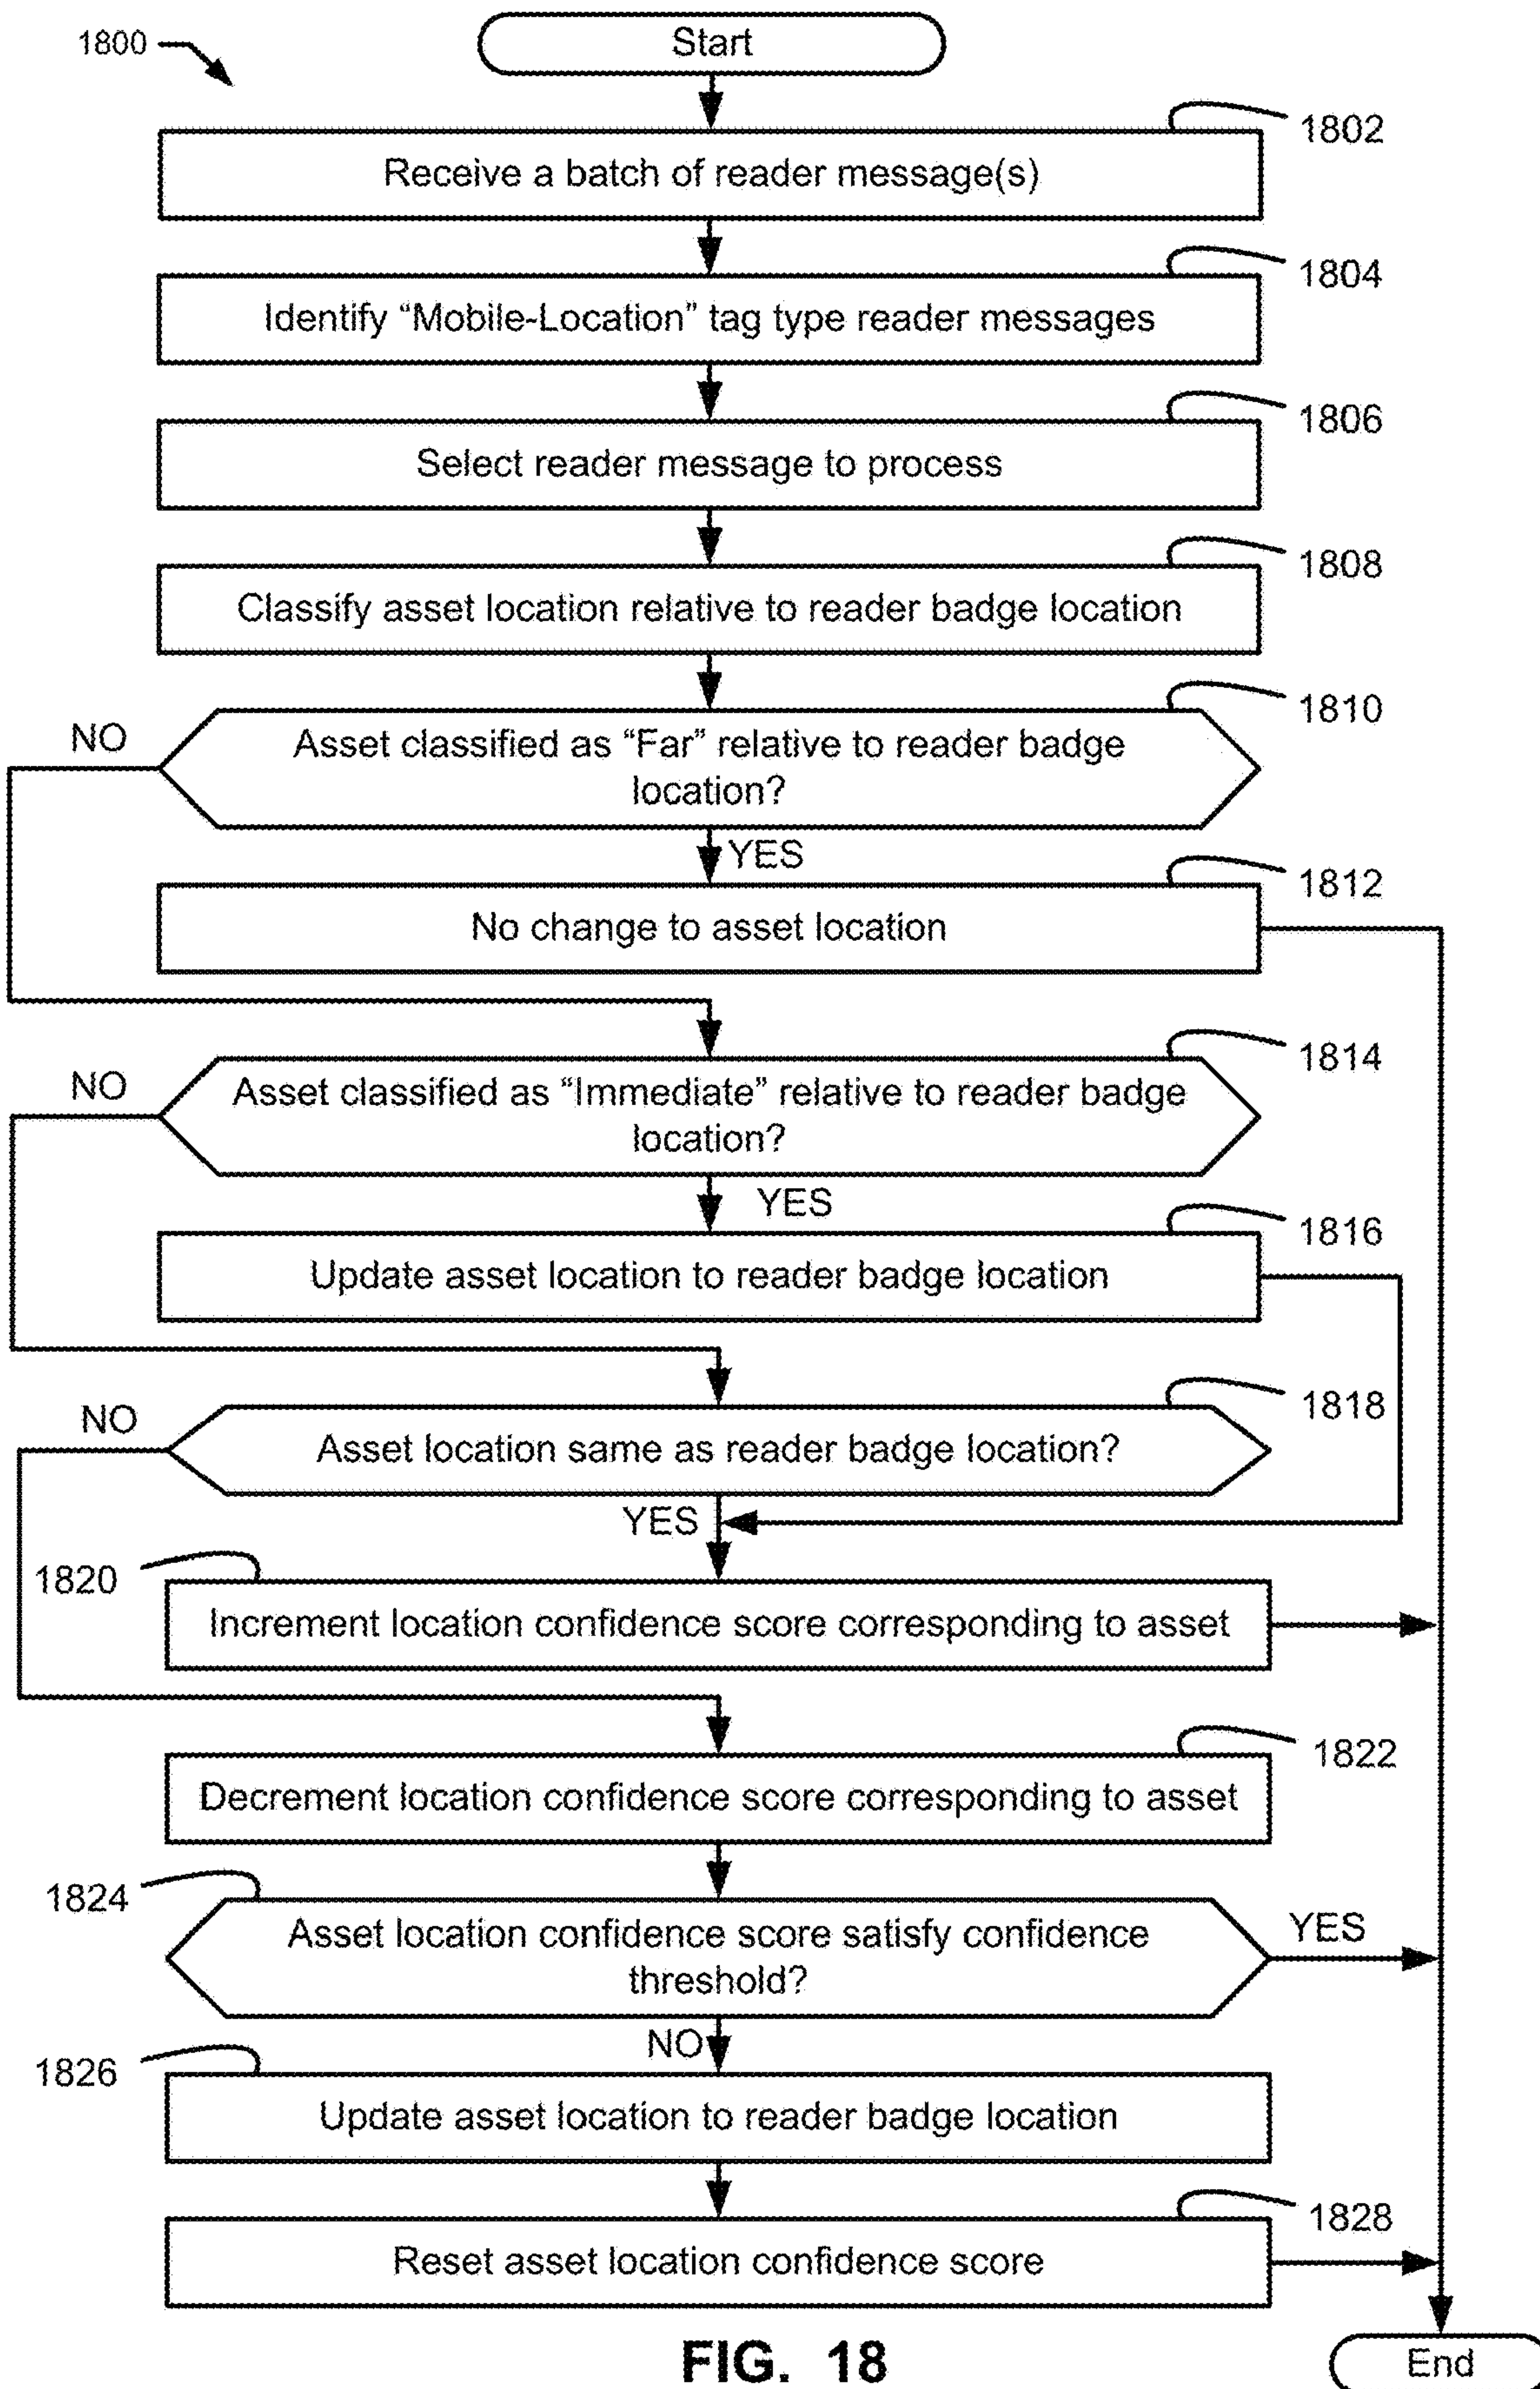 1800
Start
1802
Receive a batch of reader message(s)
1804
Identify “Mobile-Location” tag type reader messages
1806
Select reader message to process
1808
Classify asset location relative to reader badge location
1810
NO
Asset classified as “Far” relative to reader badge
location?
YES
1812
No change to asset location
1814
NO
Asset classified as “Immediate” relative to reader badge
location?
YES
1816
Update asset location to reader badge location
1818
NO
Asset location same as reader badge location?
YES
1820
Increment location confidence score corresponding to asset
1822
Decrement location confidence score corresponding to asset
1824
Asset location confidence score satisfy confidence
threshold?
YES
NO
1826
Update asset location to reader badge location
1828
Reset asset location confidence score
FIG. 18
End